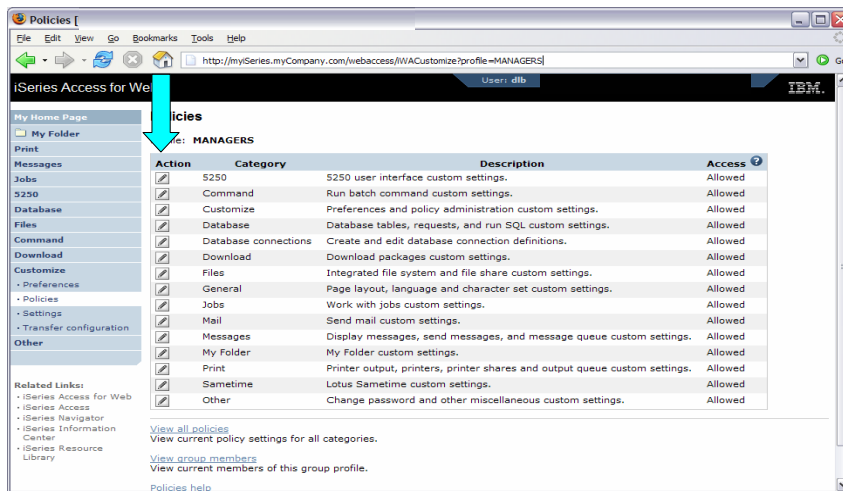 Policies [
File Edit View Go Bookmarks Tools Help
http://myiSeries.myCompany.com/webaccess/iWACustomize?profile=MANAGERS
iSeries Access for We
User: dlb
IBM.
My Home Page
My Folder
Print
Messages
Jobs
5250
Database
Files
Command
Download
Customize
• Preferences
• Policies
• Settings
• Transfer configuration
Other
Related Links:
• iSeries Access for Web
• iSeries Access
• iSeries Navigator
• iSeries Information
Center
• iSeries Resource
Library
licies
le: MANAGERS
Action Category Description Access ?
5250 5250 user interface custom settings. Allowed
Command Run batch command custom settings. Allowed
Customize Preferences and policy administration custom settings. Allowed
Database Database tables, requests, and run SQL custom settings. Allowed
Database connections Create and edit database connection definitions. Allowed
Download Download packages custom settings. Allowed
Files Integrated file system and file share custom settings. Allowed
General Page layout, language and character set custom settings. Allowed
Jobs Work with jobs custom settings. Allowed
Mail Send mail custom settings. Allowed
Messages Display messages, send messages, and message queue custom settings. Allowed
My Folder My Folder custom settings. Allowed
Print Printer output, printers, printer shares and output queue custom settings. Allowed
Sametime Lotus Sametime custom settings. Allowed
Other Change password and other miscellaneous custom settings. Allowed
View all policies
View current policy settings for all categories.
View group members
View current members of this group profile.
Policies help